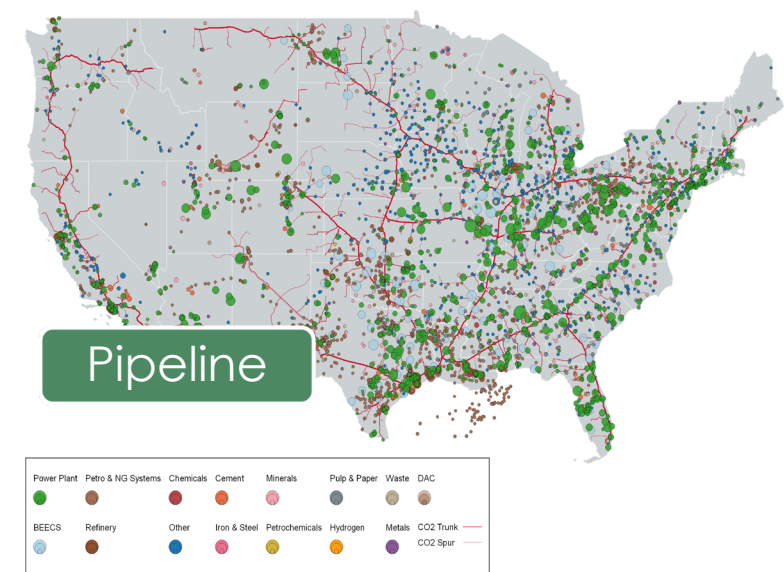 Pipeline
Power Plant Petro & NG Systems Chemicals Cement Minerals Pulp & Paper Waste DAC
BEECS Refinery Other Iron & Steel Petrochemicals Hydrogen Metals CO2 Trunk
CO2 Spur